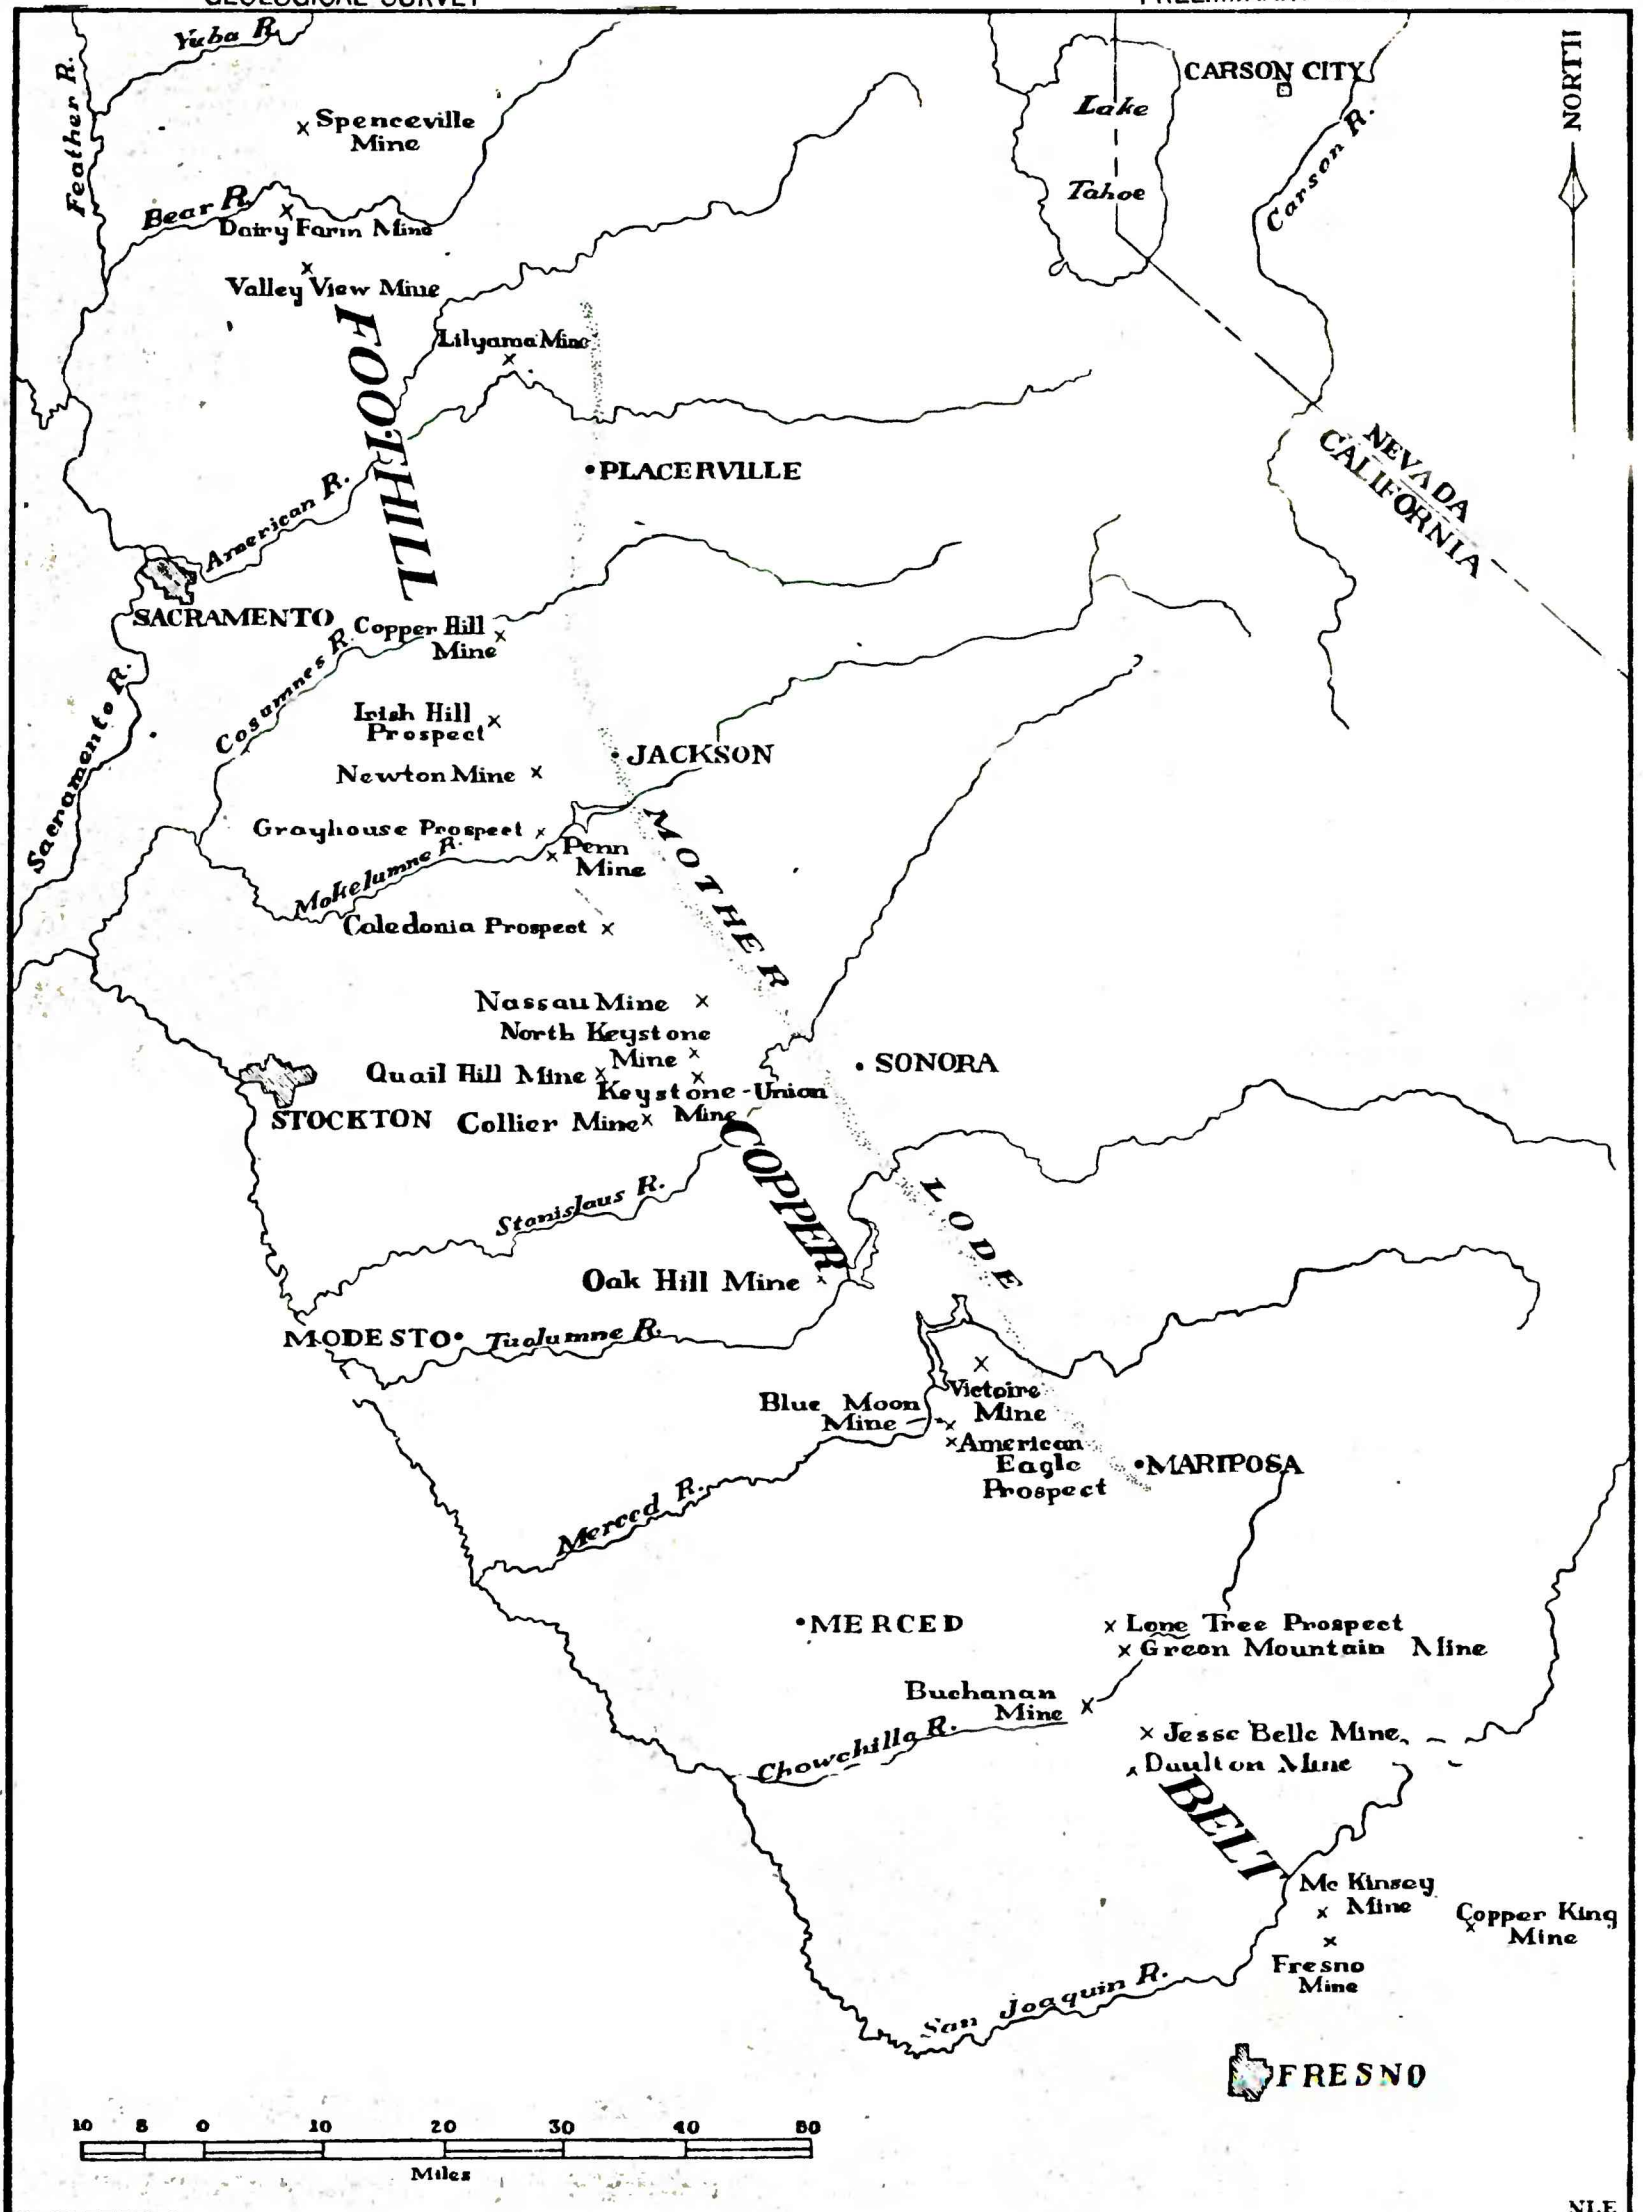 GEOLOGICAL SURVEY
Yuba R.
Feather R.
Spenceville
Mine
Bear R.
Dairy Farm Mine
Valley View Mine
Lake
Tahoe
CARSON CITY
Carson R.
NORTH
FOOTHILL
Lilyama Mine
PLACERVILLE
NEVADA
CALIFORNIA
American R.
SACRAMENTO
Sacramento R.
Cosumnes R.
Copper Hill
Mine
Irish Hill
Prospect
JACKSON
Newton Mine
Grayhouse Prospect
Penn
Mine
Mokelumne R.
Caledonia Prospect
MOTHER
Nassau Mine
North Keystone
Mine
Quail Hill Mine
Keystone-Union
Mine
SONORA
STOCKTON
Collier Mine
COPPER
Stanislaus R.
LODE
Oak Hill Mine
MODESTO
Tuolumne R.
Victoire
Mine
Blue Moon
Mine
American
Eagle
Prospect
MARIPOSA
Merced R.
MERCED
Lone Tree Prospect
Green Mountain Mine
Buchanan
Mine
Chowchilla R.
Jesse Belle Mine
Daulton Mine
BELT
Mc Kinsey
Mine
Copper King
Mine
Fresno
Mine
San Joaquin R.
FRESNO
10 5 0 10 20 30 40 50
Miles